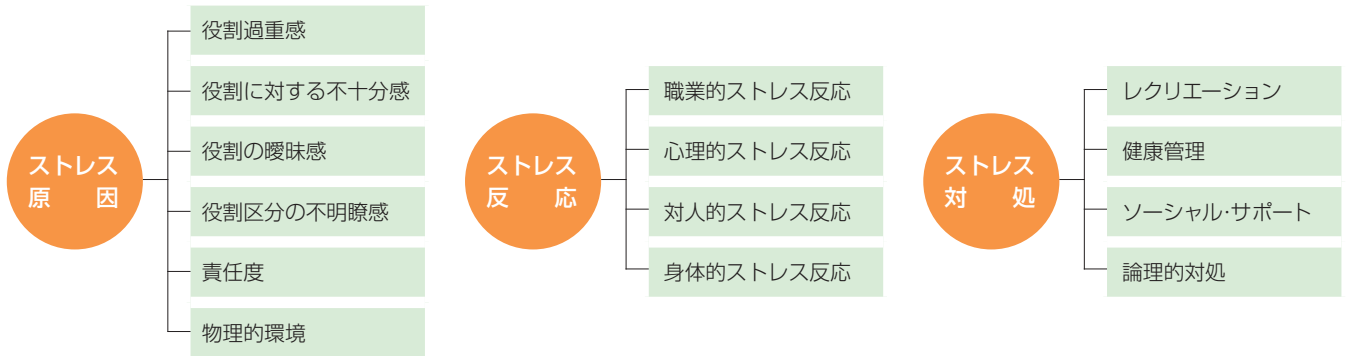 ストレス
原 因
役割過重感
役割に対する不十分感
役割の曖昧感
役割区分の不明瞭感
責任度
物理的環境
ストレス
反 応
職業的ストレス反応
心理的ストレス反応
対人的ストレス反応
身体的ストレス反応
ストレス
対 処
レクリエーション
健康管理
ソーシャル・サポート
論理的対処